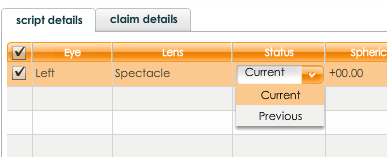 script details claim details
Eye Lens Status Spheric
Left Spectacle Current +00.00
Current
Previous